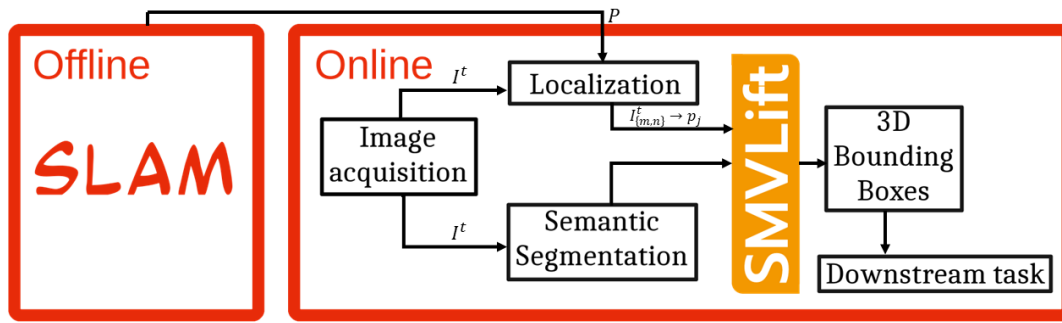 P
Offline
SLAM
Online
I^t
Localization
I^t_{m,n} → p_j
Image
acquisition
I^t
Semantic
Segmentation
SMVLift
3D
Bounding
Boxes
Downstream task